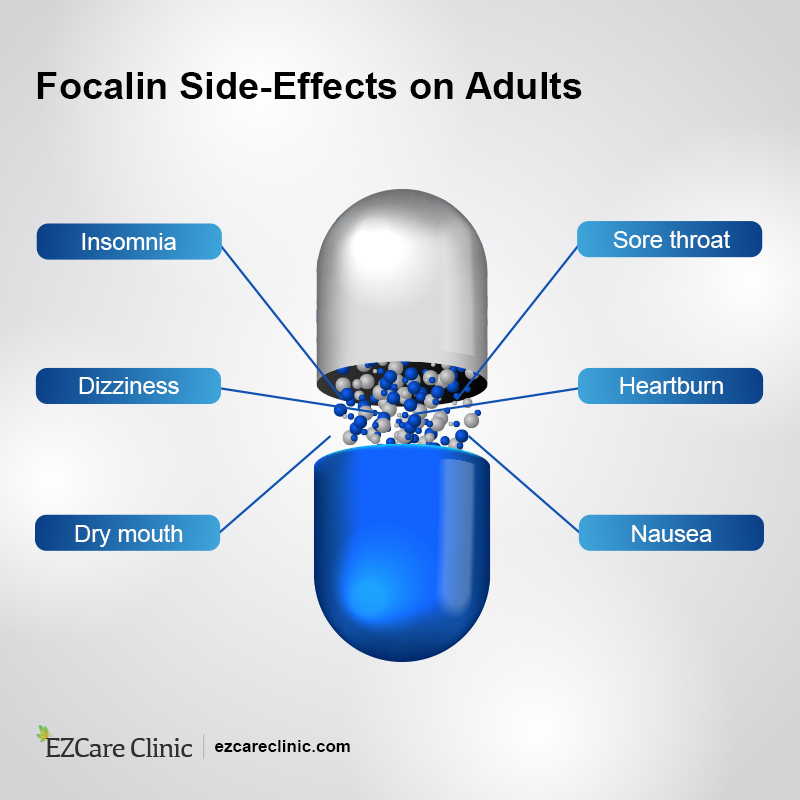 Focalin Side-Effects on Adults
Insomnia
Sore throat
Dizziness
Heartburn
Dry mouth
Nausea
EZCare Clinic
ezcareclinic.com